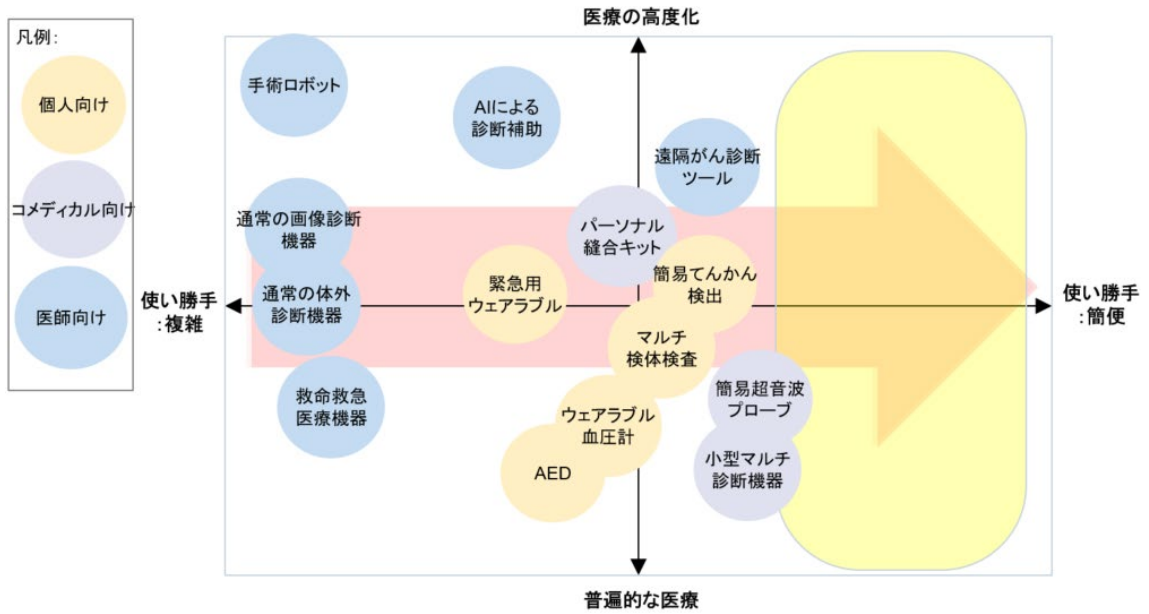 医療の高度化
凡例：
個人向け
コメディカル向け
医師向け
手術ロボット
AIによる
診断補助
遠隔がん診断
ツール
通常の画像診断
機器
パーソナル
縫合キット
簡易てんかん
検出
緊急用
ウェアラブル
通常の体外
診断機器
使い勝手
：複雑
使い勝手
：簡便
マルチ
検体検査
救命救急
医療機器
簡易超音波
プローブ
ウェアラブル
血圧計
AED
小型マルチ
診断機器
普遍的な医療